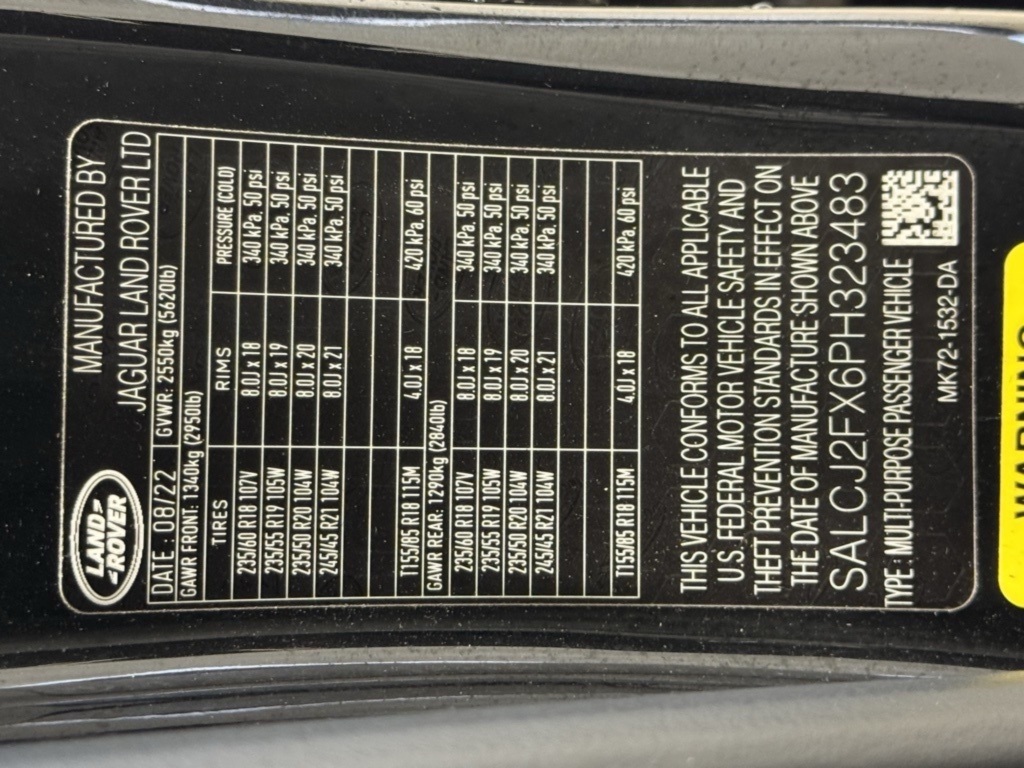 LAND
ROVER
MANUFACTURED BY
JAGUAR LAND ROVER LTD
DATE : 08/22 GVWR: 2550kg (5620lb)
GAWR FRONT: 1340kg (2950lb)
TIRES RIMS PRESSURE (COLD)
235/60 R18 107V 8.0J x 18 340 kPa, 50 psi
235/55 R19 105W 8.0J x 19 340 kPa, 50 psi
235/50 R20 104W 8.0J x 20 340 kPa, 50 psi
245/45 R21 104W 8.0J x 21 340 kPa, 50 psi
T155/85 R18 115M 4.0J x 18 420 kPa, 60 psi
GAWR REAR: 1290kg (2840lb)
235/60 R18 107V 8.0J x 18 340 kPa, 50 psi
235/55 R19 105W 8.0J x 19 340 kPa, 50 psi
235/50 R20 104W 8.0J x 20 340 kPa, 50 psi
245/45 R21 104W 8.0J x 21 340 kPa, 50 psi
T155/85 R18 115M 4.0J x 18 420 kPa, 60 psi
THIS VEHICLE CONFORMS TO ALL APPLICABLE
U.S. FEDERAL MOTOR VEHICLE SAFETY AND
THEFT PREVENTION STANDARDS IN EFFECT ON
THE DATE OF MANUFACTURE SHOWN ABOVE
SALCJ2FX6PH323483
TYPE : MULTI-PURPOSE PASSENGER VEHICLE
MK72-1532-DA
WARNING